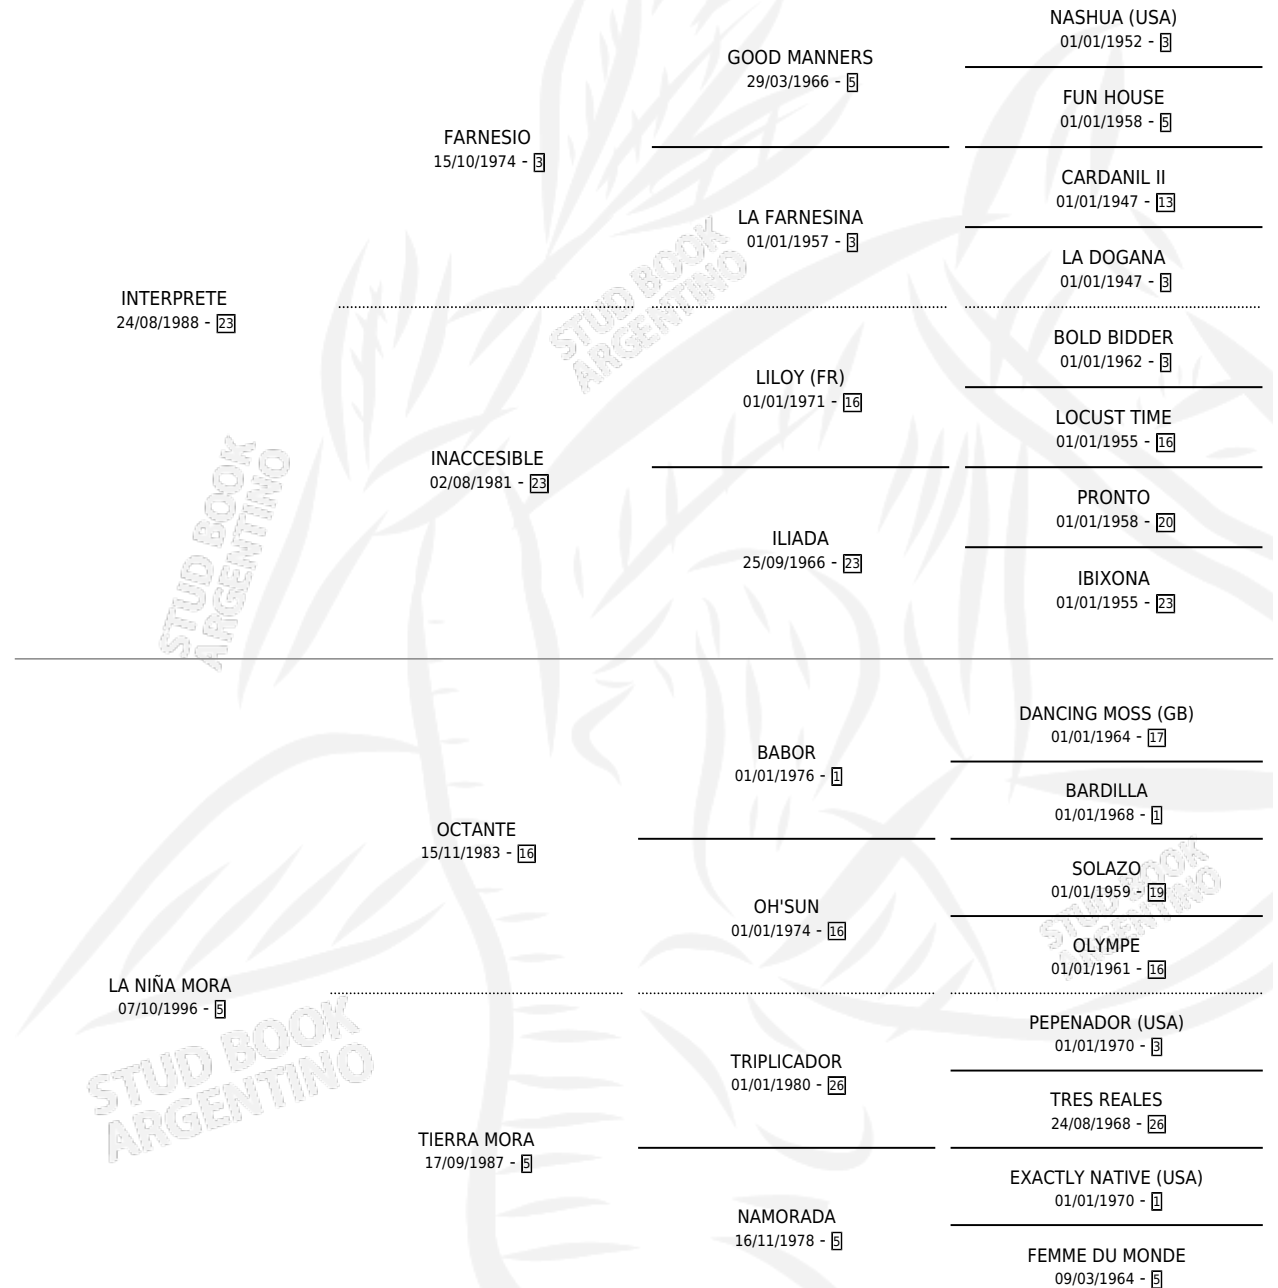 NASHUA (USA)
01/01/1952 - 3
GOOD MANNERS
29/03/1966 - 5
FUN HOUSE
01/01/1958 - 5
FARNESIO
15/10/1974 - 3
CARDANIL II
01/01/1947 - 13
LA FARNESINA
01/01/1957 - 3
LA DOGANA
01/01/1947 - 3
INTERPRETE
24/08/1988 - 23
BOLD BIDDER
01/01/1962 - 3
LILOY (FR)
01/01/1971 - 16
LOCUST TIME
01/01/1955 - 16
INACCESIBLE
02/08/1981 - 23
PRONTO
01/01/1958 - 20
ILIADA
25/09/1966 - 23
IBIXONA
01/01/1955 - 23
DANCING MOSS (GB)
01/01/1964 - 17
BABOR
01/01/1976 - 1
BARDILLA
01/01/1968 - 1
OCTANTE
15/11/1983 - 16
SOLAZO
01/01/1959 - 19
OH'SUN
01/01/1974 - 16
OLYMPE
01/01/1961 - 16
LA NIÑA MORA
07/10/1996 - 5
PEPENADOR (USA)
01/01/1970 - 3
TRIPLICADOR
01/01/1980 - 26
TRES REALES
24/08/1968 - 26
TIERRA MORA
17/09/1987 - 5
EXACTLY NATIVE (USA)
01/01/1970 - 1
NAMORADA
16/11/1978 - 5
FEMME DU MONDE
09/03/1964 - 5
STUD BOOK
ARGENTINO
STUD BOOK
ARGENTINO
STUD BOOK
ARGENTINO
STUD BOOK
ARGENTINO